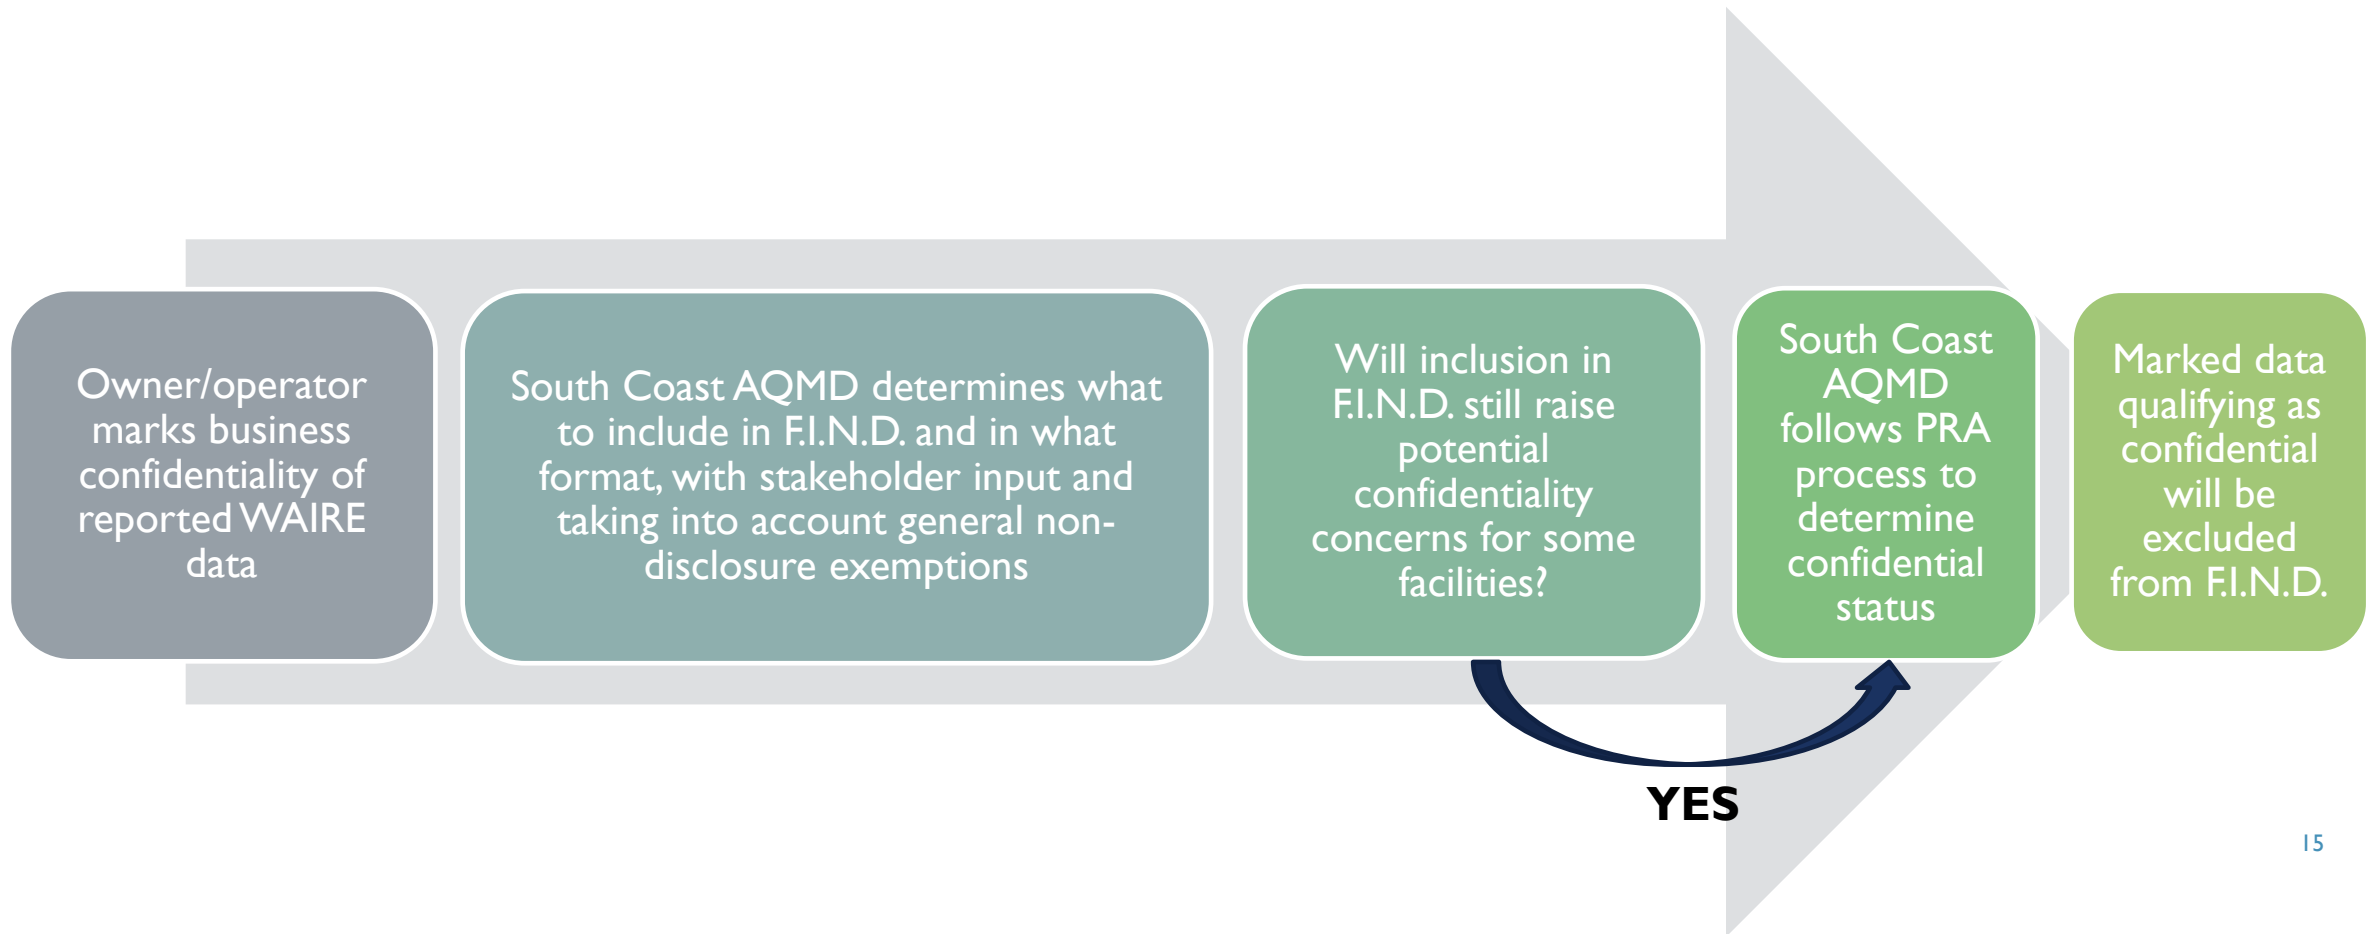 Owner/operator
marks business
confidentiality of
reported WAIRE
data
South Coast AQMD determines what
to include in F.I.N.D. and in what
format, with stakeholder input and
taking into account general non-
disclosure exemptions
Will inclusion in
F.I.N.D. still raise
potential
confidentiality
concerns for some
facilities?
South Coast
AQMD
follows PRA
process to
determine
confidential
status
Marked data
qualifying as
confidential
will be
excluded
from F.I.N.D.
YES
15